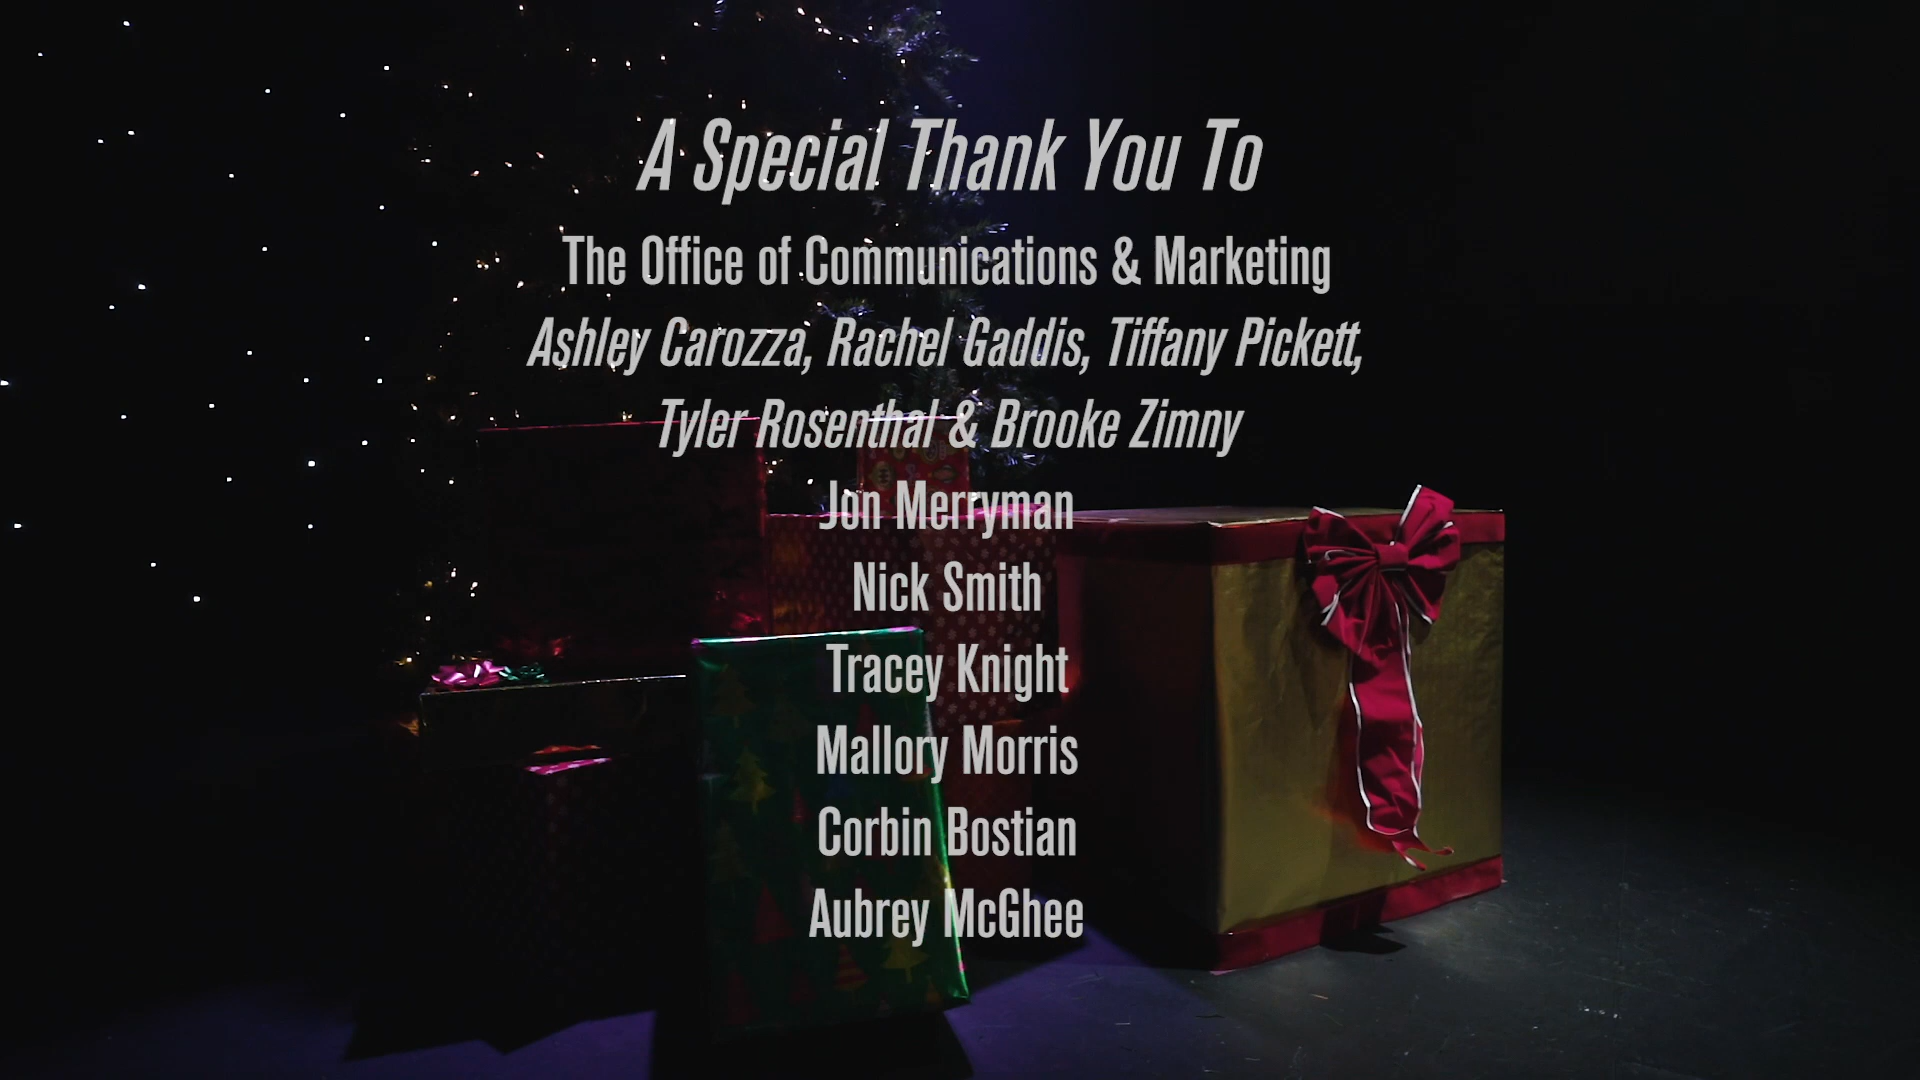 A Special Thank You To
The Office of Communications & Marketing
Ashley Carozza, Rachel Gaddis, Tiffany Pickett,
Tyler Rosenthal & Brooke Zimny
Jon Merryman
Nick Smith
Tracey Knight
Mallory Morris
Corbin Bostian
Aubrey McGhee